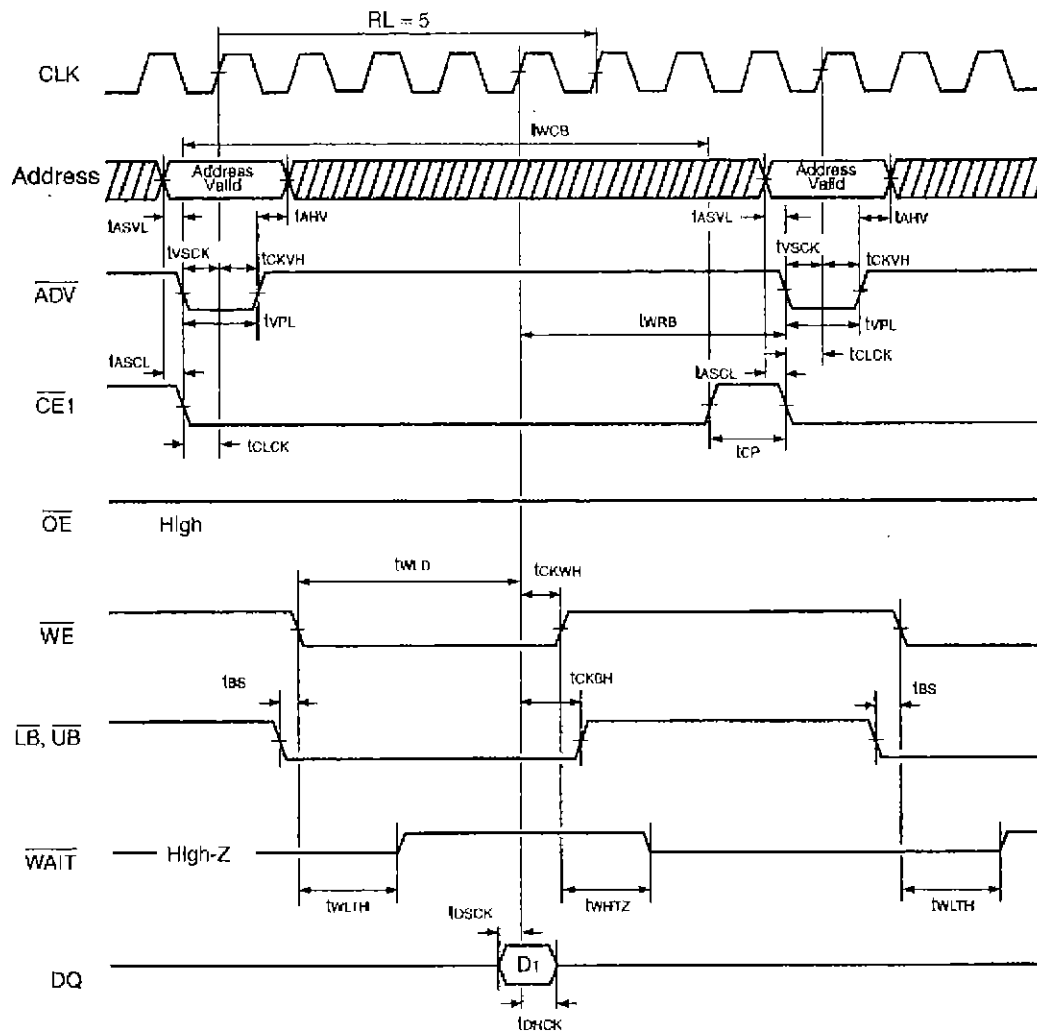 RL = 5
CLK
tWCB
Address
Address Valid
Address Valid
tASVL
tAHV
tASVL
tAHV
tVSCK
tCKVH
tVSCK
tCKVH
ADV
tVPL
tWRB
tVPL
tASCL
tASCL
tCLCK
CE1
tCLCK
tCP
OE
High
tWLD
tCKWH
WE
tBS
tCKBH
tBS
LB, UB
WAIT
High-Z
tWLTH
tWHTZ
tWLTH
tDSCK
DQ
D1
tDHCK